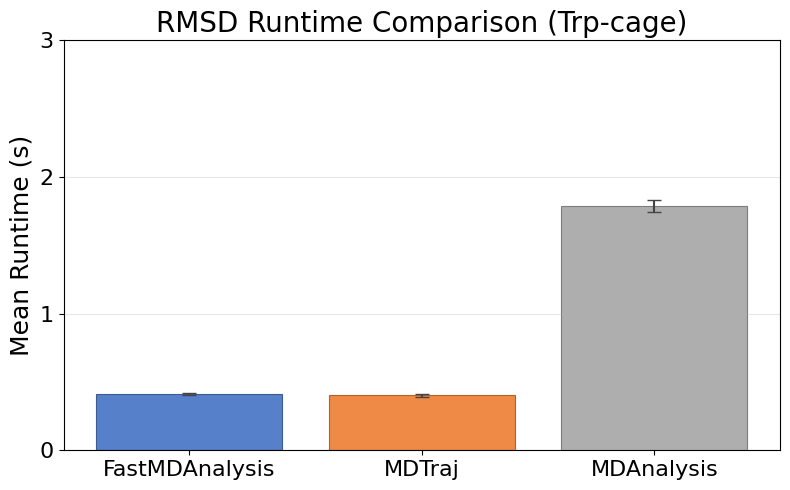 RMSD Runtime Comparison (Trp-cage)
Mean Runtime (s)
3
2
1
0
FastMDAnalysis
MDTraj
MDAnalysis